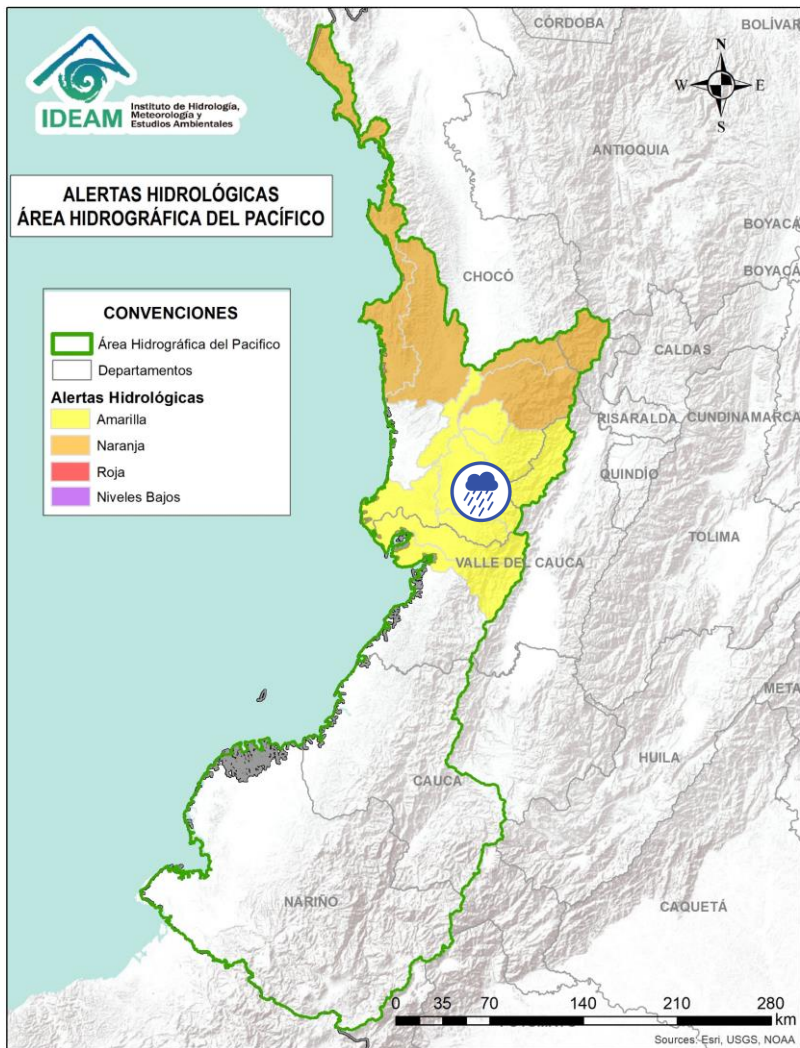 CÓRDOBA
BOLÍVAR
N
W
E
S
IDEAM
Instituto de Hidrología,
Meteorología y
Estudios Ambientales
ANTIOQUIA
ALERTAS HIDROLÓGICAS
ÁREA HIDROGRÁFICA DEL PACÍFICO
BOYACÁ
BOYACÁ
CHOCÓ
CONVENCIONES
Área Hidrográfica del Pacifico
Departamentos
Alertas Hidrológicas
Amarilla
Naranja
Roja
Niveles Bajos
CALDAS
RISARALDA
CUNDINAMARCA
QUINDÍO
TOLIMA
VALLE DEL CAUCA
META
HUILA
CAUCA
NARIÑO
CAQUETÁ
0 35 70 140 210 280
km
Sources: Esri, USGS, NOAA